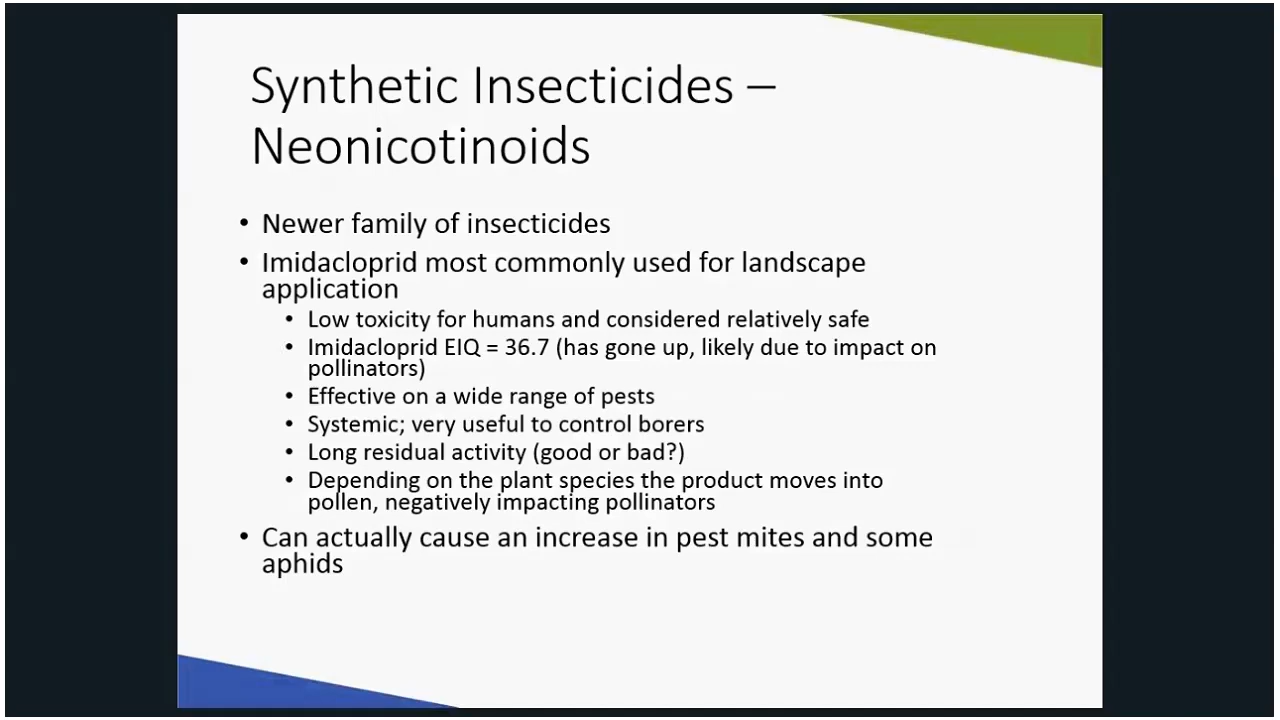 Synthetic Insecticides –
Neonicotinoids
• Newer family of insecticides
• Imidacloprid most commonly used for landscape
application
• Low toxicity for humans and considered relatively safe
• Imidacloprid EIQ = 36.7 (has gone up, likely due to impact on
pollinators)
• Effective on a wide range of pests
• Systemic; very useful to control borers
• Long residual activity (good or bad?)
• Depending on the plant species the product moves into
pollen, negatively impacting pollinators
• Can actually cause an increase in pest mites and some
aphids